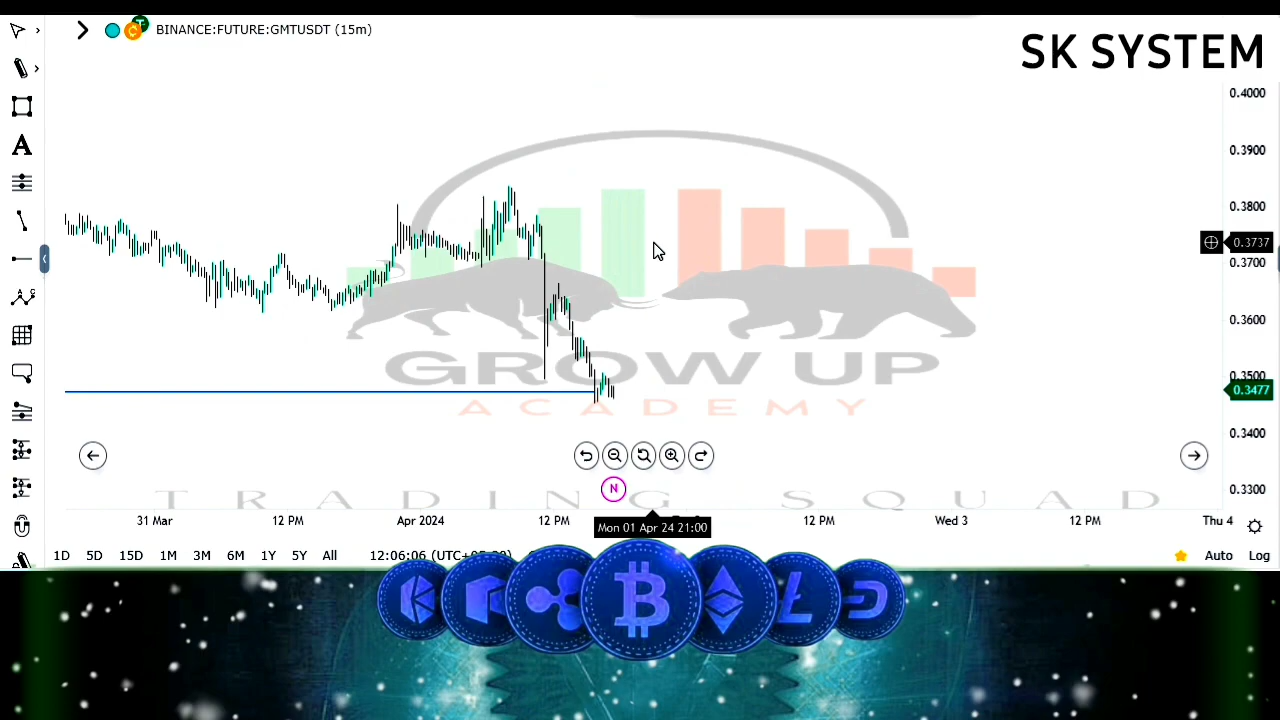 BINANCE:FUTURE:GMTUSDT (15m)
SK SYSTEM
0.4000
0.3900
0.3800
0.3737
0.3700
0.3600
0.3500
0.3477
0.3400
0.3300
GROW UP
ACADEMY
TRADING SQUAD
N
31 Mar
12 PM
Apr 2024
12 PM
Mon 01 Apr 24 21:00
12 PM
Wed 3
12 PM
Thu 4
1D 5D 15D 1M 3M 6M 1Y 5Y All
12:06:06
Auto
Log